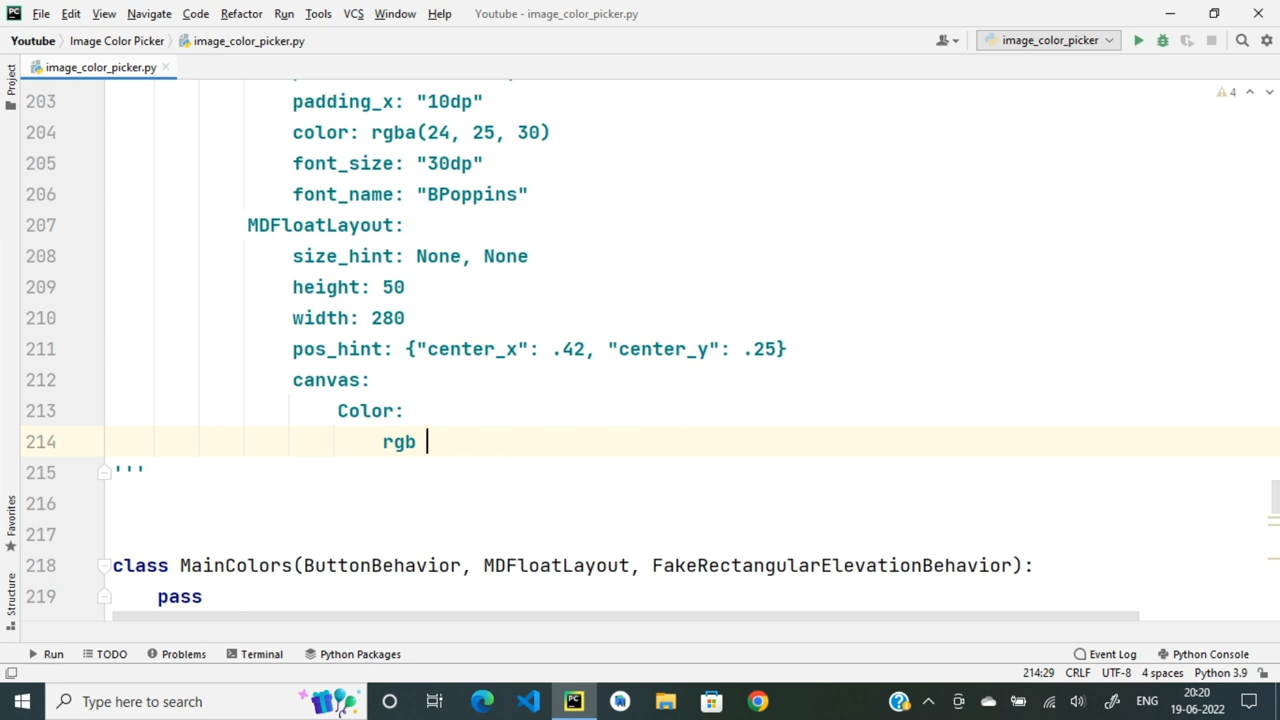 File Edit View Navigate Code Refactor Run Tools VCS Window Help Youtube - image_color_picker.py
Youtube Image Color Picker image_color_picker.py image_color_picker
Project
image_color_picker.py
4
203 padding_x: "10dp"
204 color: rgba(24, 25, 30)
205 font_size: "30dp"
206 font_name: "BPoppins"
207 MDFloatLayout:
208 size_hint: None, None
209 height: 50
210 width: 280
211 pos_hint: {"center_x": .42, "center_y": .25}
212 canvas:
213 Color:
214 rgb
215 '''
216
217
218 class MainColors(ButtonBehavior, MDFloatLayout, FakeRectangularElevationBehavior):
219 pass
Favorites
Structure
Run TODO Problems Terminal Python Packages Event Log Python Console
214:29 CRLF UTF-8 4 spaces Python 3.9
Type here to search
ENG
20:20
19-06-2022